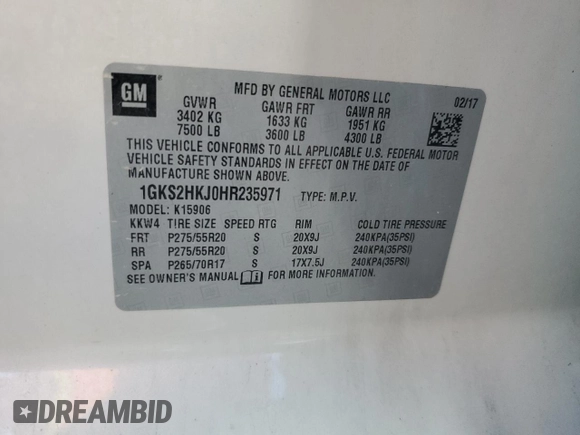 GM
MFD BY GENERAL MOTORS LLC
02/17
GVWR GAWR FRT GAWR RR
3402 KG 1633 KG 1951 KG
7500 LB 3600 LB 4300 LB
THIS VEHICLE CONFORMS TO ALL APPLICABLE U.S. FEDERAL MOTOR
VEHICLE SAFETY STANDARDS IN EFFECT ON THE DATE OF
MANUFACTURE SHOWN ABOVE.
1GKS2HKJ0HR235971 TYPE: M.P.V.
MODEL: K15906
KKW4 TIRE SIZE SPEED RTG RIM COLD TIRE PRESSURE
FRT P275/55R20 S 20X9J 240KPA(35PSI)
RR P275/55R20 S 20X9J 240KPA(35PSI)
SPA P265/70R17 S 17X7.5J 240KPA(35PSI)
SEE OWNER'S MANUAL FOR MORE INFORMATION
DREAMBID